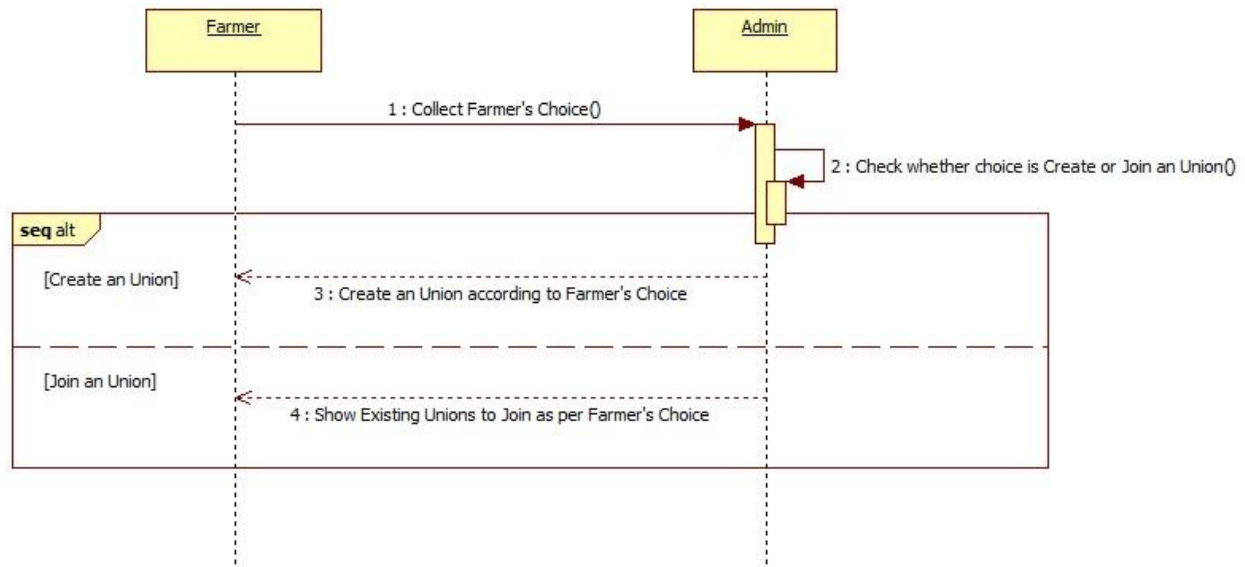 Farmer
Admin
1 : Collect Farmer's Choice()
2 : Check whether choice is Create or Join an Union()
seq alt
[Create an Union]
3 : Create an Union according to Farmer's Choice
[Join an Union]
4 : Show Existing Unions to Join as per Farmer's Choice